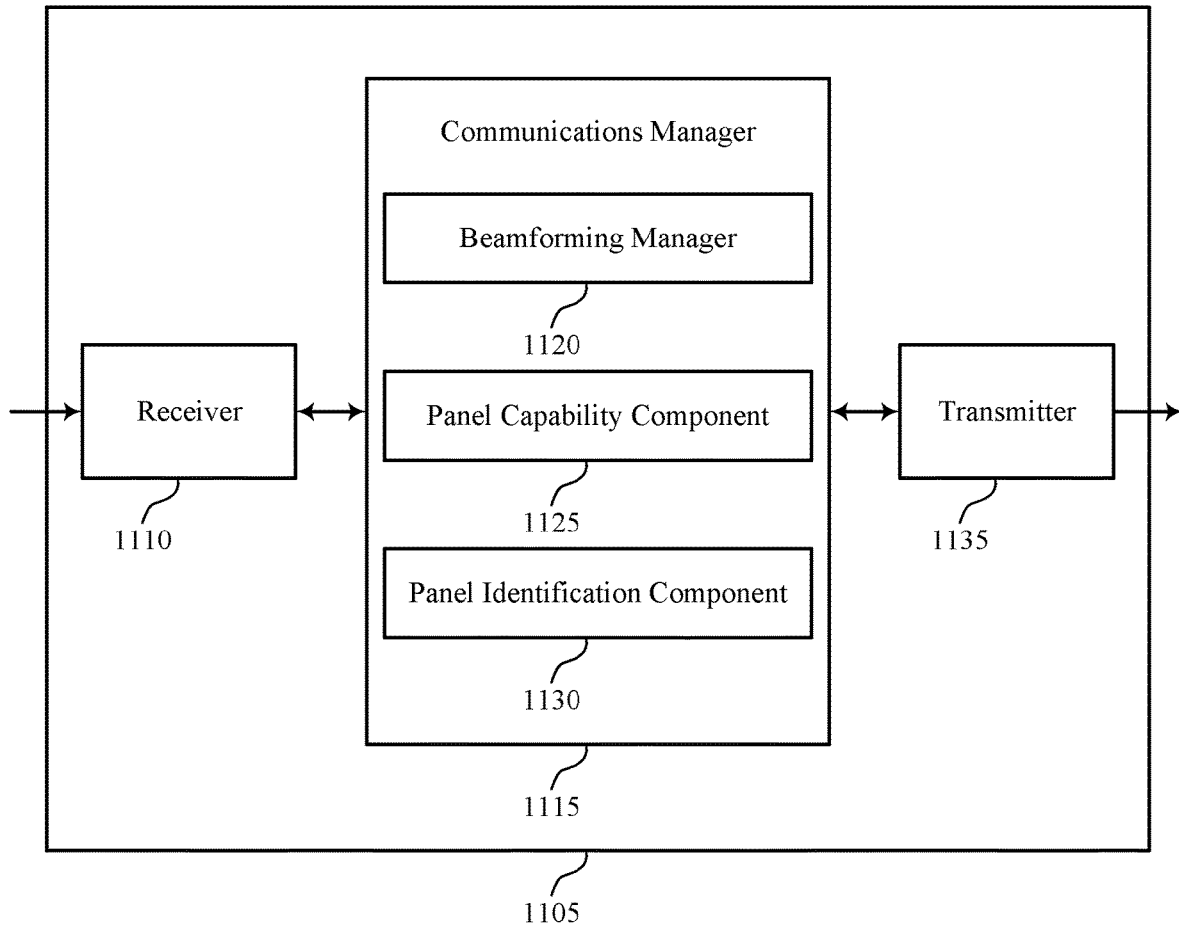 Communications Manager
Beamforming Manager
1120
Receiver
Panel Capability Component
Transmitter
1110
1125
1135
Panel Identification Component
1130
1115
1105